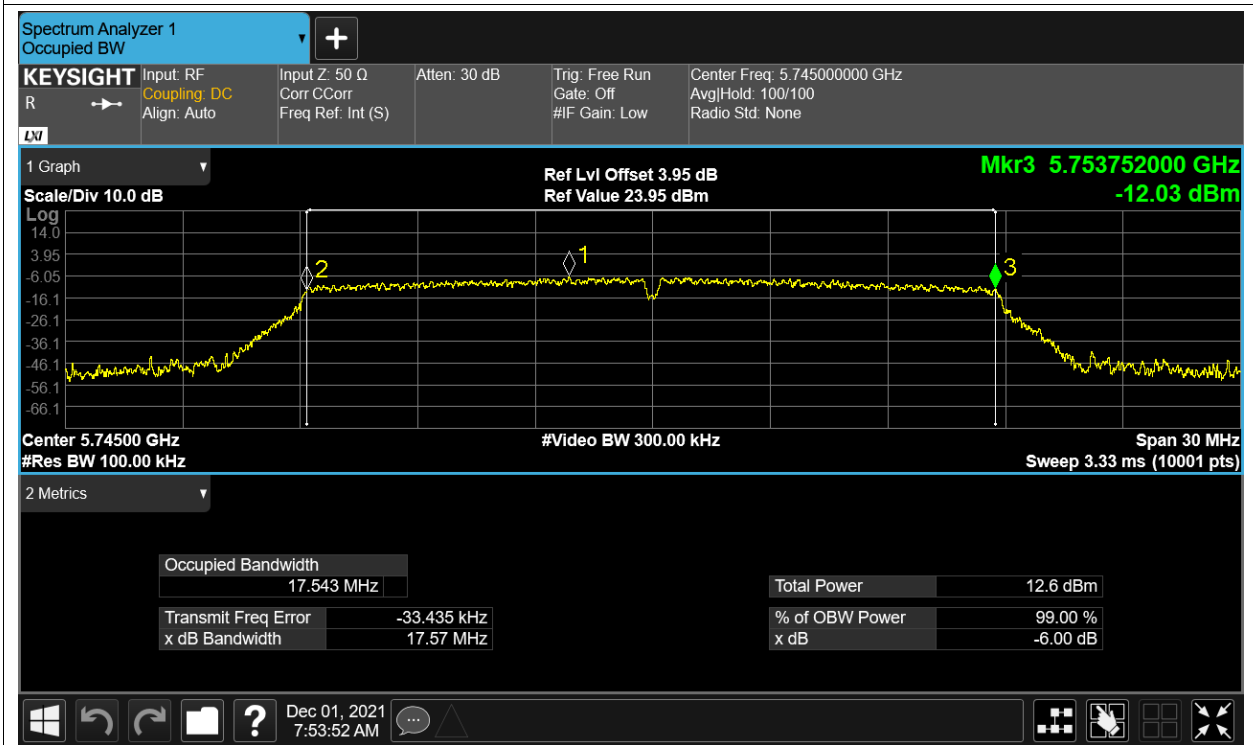 Spectrum Analyzer 1
Occupied BW
KEYSIGHT
R
LXI
Input: RF
Coupling: DC
Align: Auto
Input Z: 50 Ω
Corr CCorr
Freq Ref: Int (S)
Atten: 30 dB
Trig: Free Run
Gate: Off
#IF Gain: Low
Center Freq: 5.745000000 GHz
Avg|Hold: 100/100
Radio Std: None
1 Graph
Scale/Div 10.0 dB
Ref Lvl Offset 3.95 dB
Ref Value 23.95 dBm
Mkr3 5.753752000 GHz
-12.03 dBm
Log
14.0
3.95
-6.05
-16.1
-26.1
-36.1
-46.1
-56.1
-66.1
2
1
3
Center 5.74500 GHz
#Res BW 100.00 kHz
#Video BW 300.00 kHz
Span 30 MHz
Sweep 3.33 ms (10001 pts)
2 Metrics
Occupied Bandwidth
17.543 MHz
Transmit Freq Error -33.435 kHz
x dB Bandwidth 17.57 MHz
Total Power 12.6 dBm
% of OBW Power 99.00 %
x dB -6.00 dB
?
Dec 01, 2021
7:53:52 AM